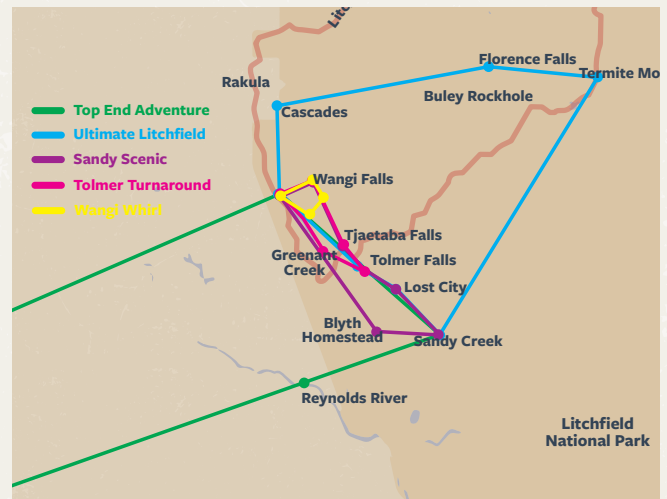 Litc
Florence Falls
Termite Mo
Rakula
Buley Rockhole
Cascades
Top End Adventure
Ultimate Litchfield
Sandy Scenic
Tolmer Turnaround
Wangi Whirl
Wangi Falls
Tjaetaba Falls
Greenant
Creek
Tolmer Falls
Lost City
Blyth
Homestead
Sandy Creek
Reynolds River
Litchfield
National Park